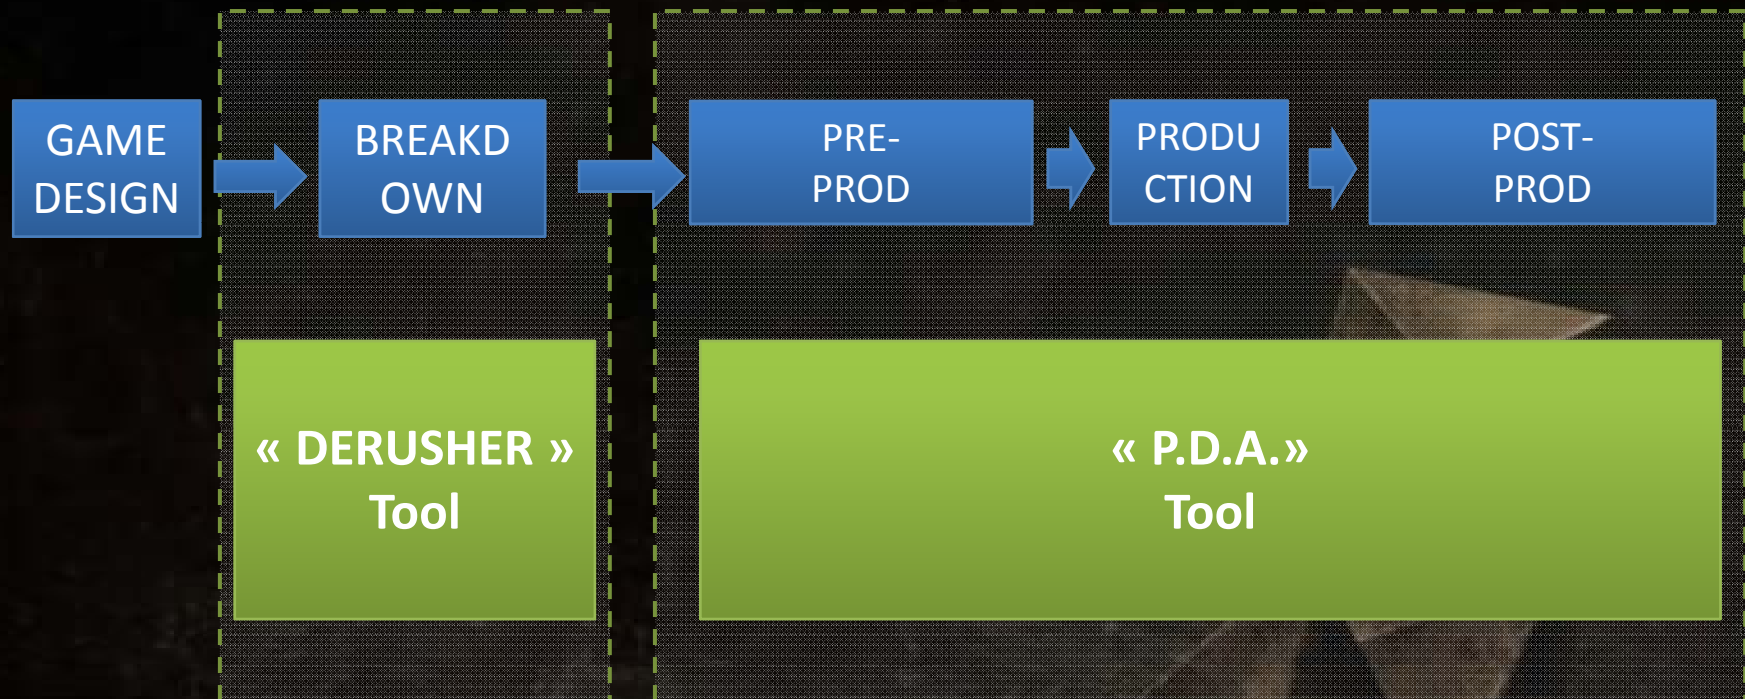 GAME
DESIGN
BREAKD
OWN
PRE-
PROD
PRODU
CTION
POST-
PROD
« DERUSHER »
Tool
« P.D.A.»
Tool